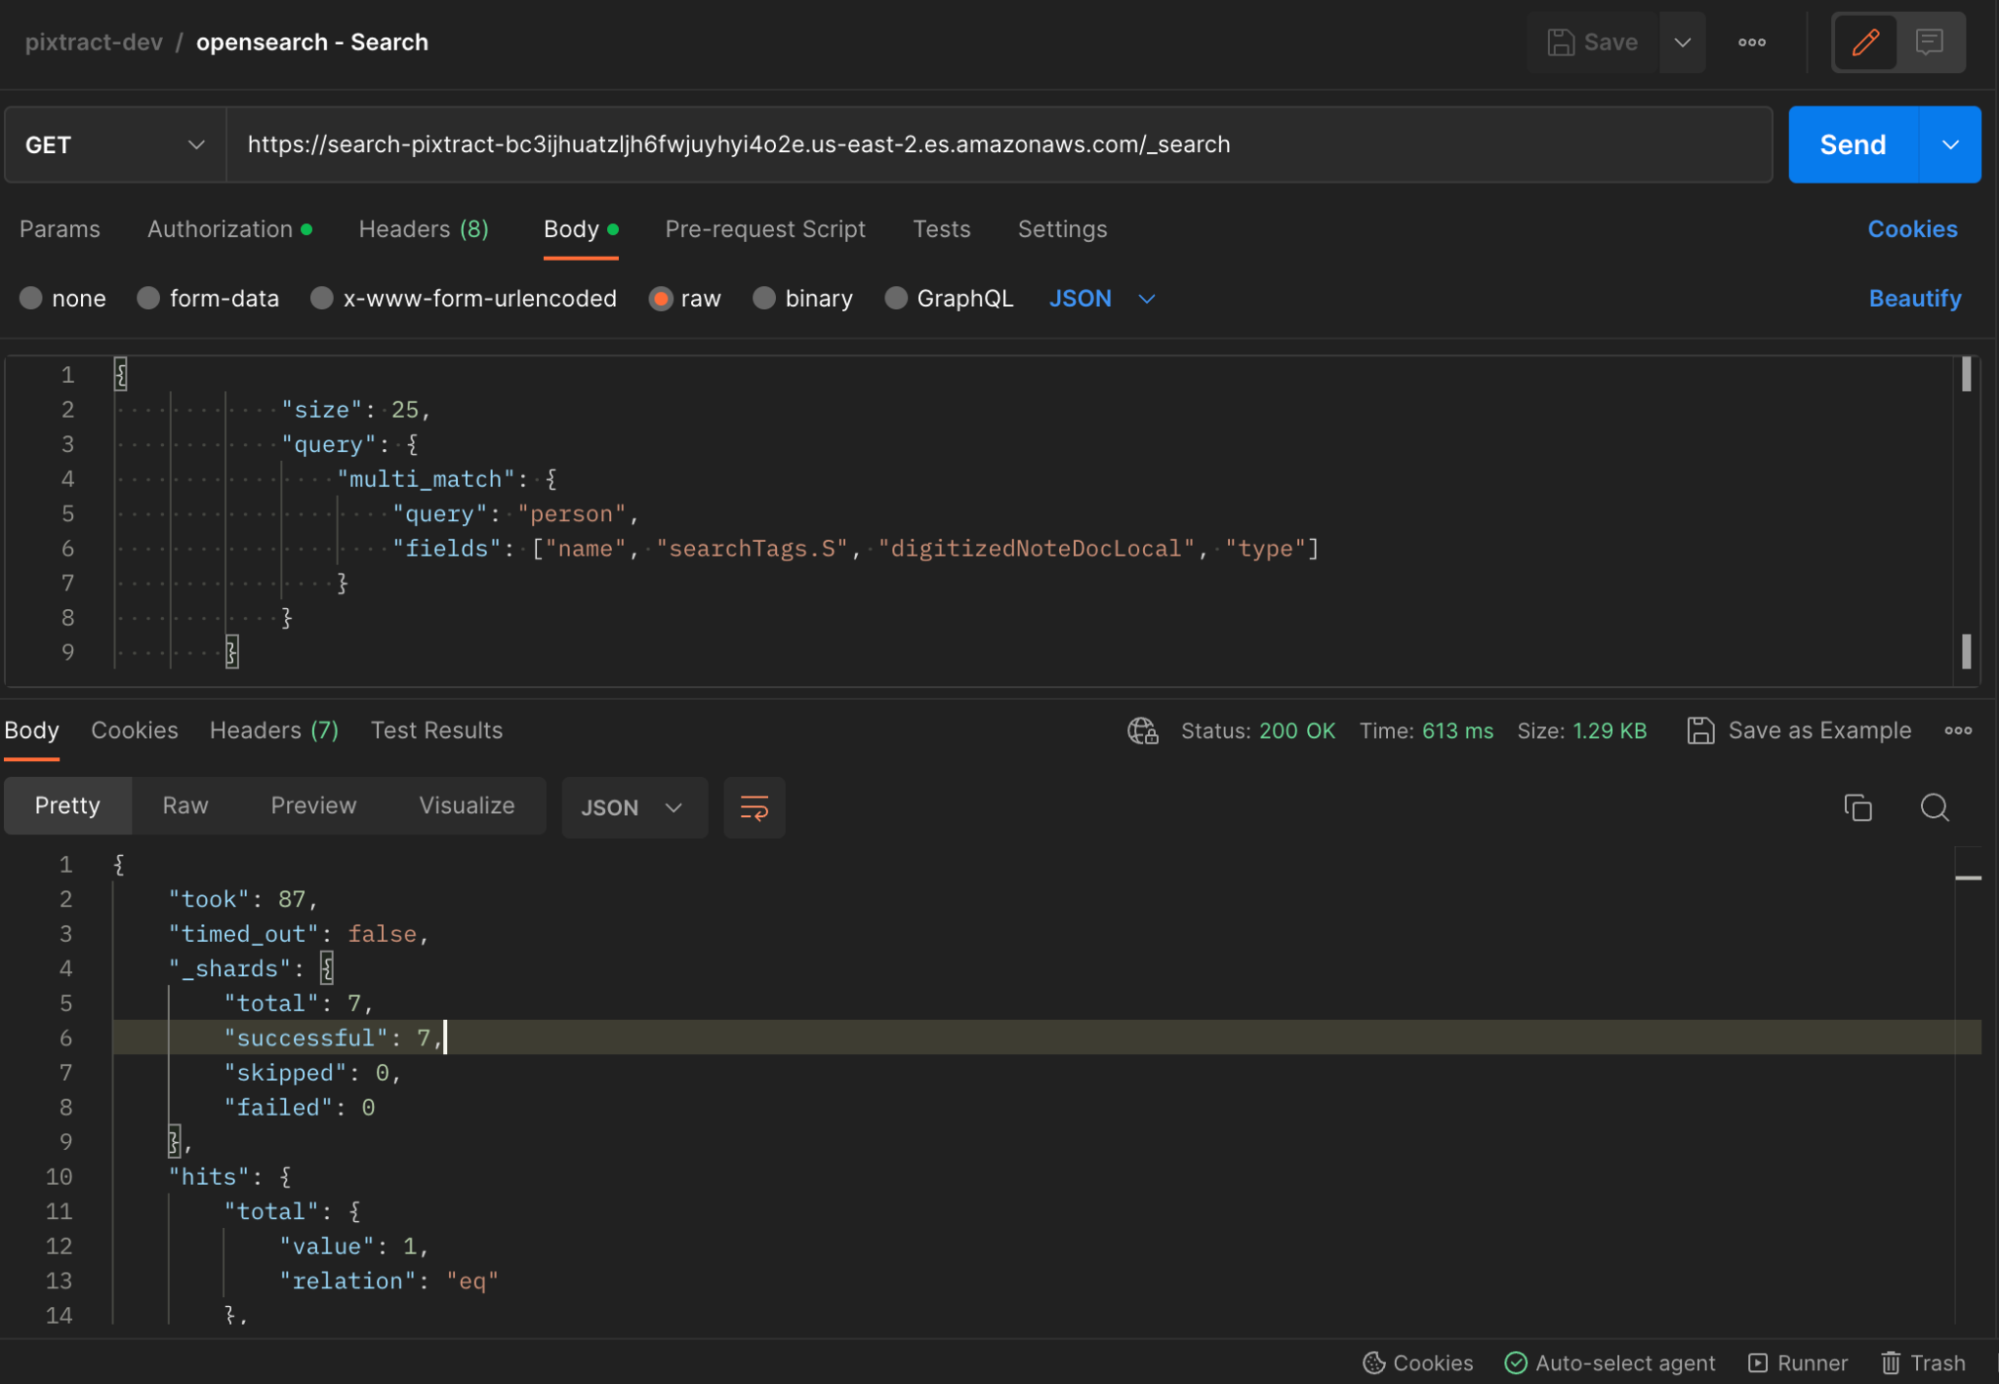 pixtract-dev / opensearch - Search
Save
GET
https://search-pixtract-bc3ijhuatzljh6fwjuyhyi4o2e.us-east-2.es.amazonaws.com/_search
Send
Params Authorization Headers (8) Body Pre-request Script Tests Settings Cookies
none form-data x-www-form-urlencoded raw binary GraphQL JSON Beautify
1 {
2 "size": 25,
3 "query": {
4 "multi_match": {
5 "query": "person",
6 "fields": ["name", "searchTags.S", "digitizedNoteDocLocal", "type"]
7 }
8 }
9 }
Body Cookies Headers (7) Test Results Status: 200 OK Time: 613 ms Size: 1.29 KB Save as Example
Pretty Raw Preview Visualize JSON
1 {
2 "took": 87,
3 "timed_out": false,
4 "_shards": {
5 "total": 7,
6 "successful": 7,
7 "skipped": 0,
8 "failed": 0
9 },
10 "hits": {
11 "total": {
12 "value": 1,
13 "relation": "eq"
14 },
Cookies Auto-select agent Runner Trash